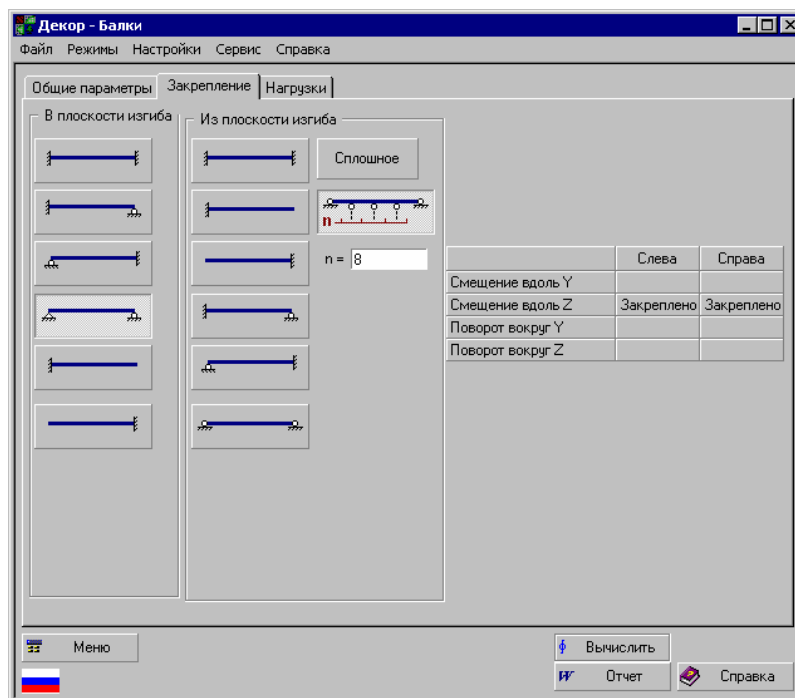 Декор - Балки
Файл Режимы Настройки Сервис Справка
Общие параметры Закрепление Нагрузки
В плоскости изгиба
Из плоскости изгиба
Сплошное
n
n = 8
Слева Справа
Смещение вдоль Y
Смещение вдоль Z Закреплено Закреплено
Поворот вокруг Y
Поворот вокруг Z
Меню
Вычислить
W Отчет
Справка